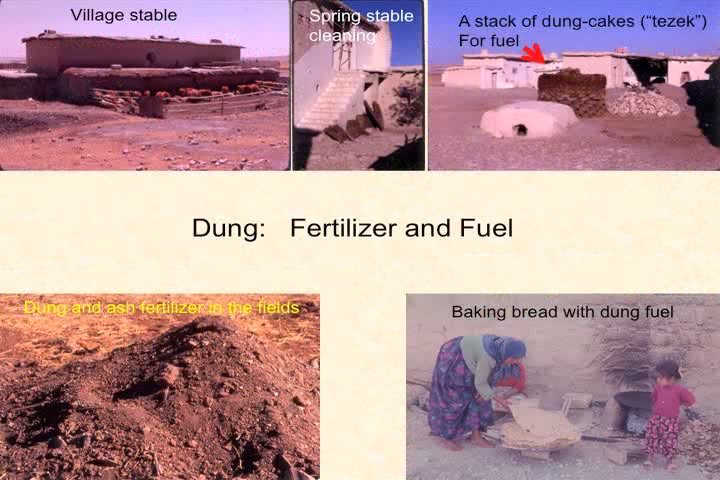 Village stable
Spring stable
cleaning
A stack of dung-cakes (“tezek”)
For fuel
Dung: Fertilizer and Fuel
Dung and ash fertilizer in the fields
Baking bread with dung fuel